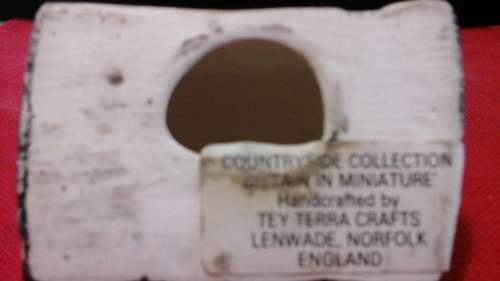 COUNTRYSIDE COLLECTION
"BRITAIN IN MINIATURE"
Handcrafted by
TEY TERRA CRAFTS
LENWADE, NORFOLK
ENGLAND